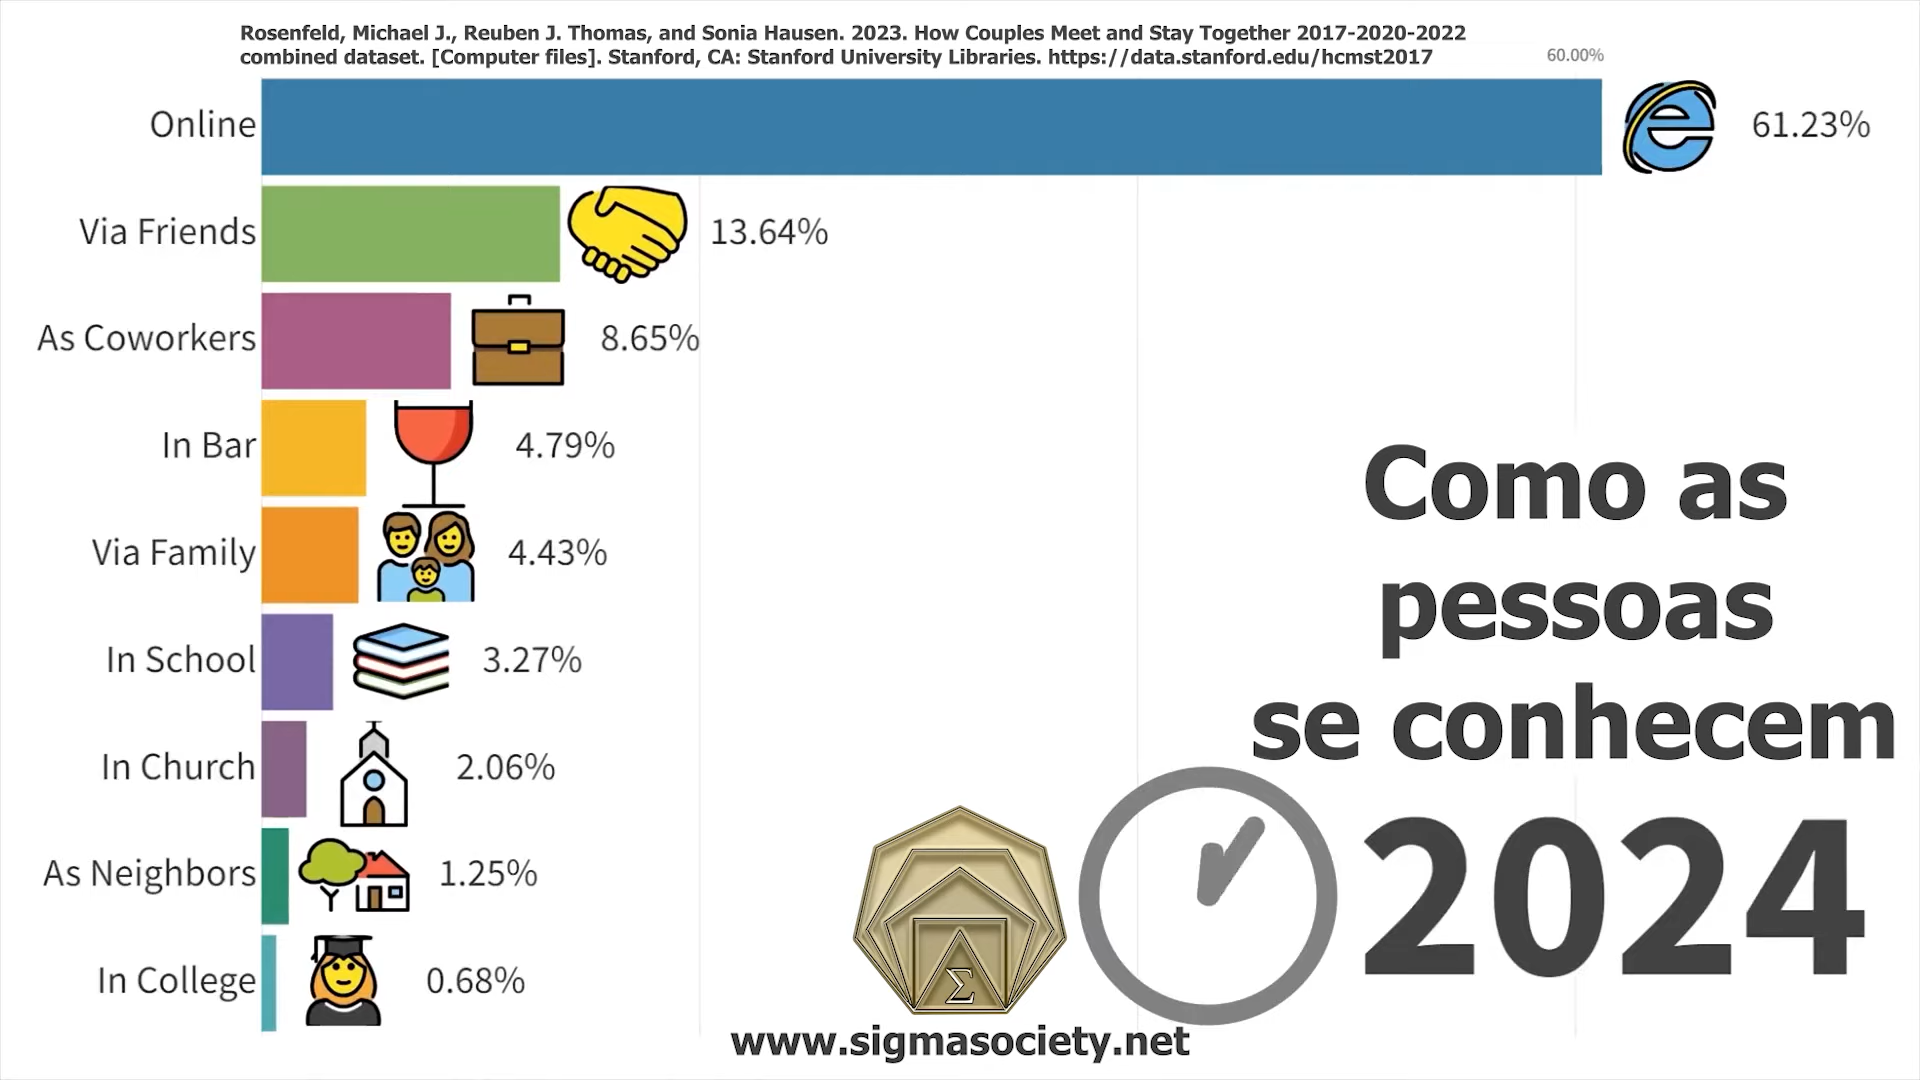 Rosenfeld, Michael J., Reuben J. Thomas, and Sonia Hausen. 2023. How Couples Meet and Stay Together 2017-2020-2022
combined dataset. [Computer files]. Stanford, CA: Stanford University Libraries. https://data.stanford.edu/hcmst2017
60.00%
Online 61.23%
Via Friends 13.64%
As Coworkers 8.65%
In Bar 4.79%
Via Family 4.43%
In School 3.27%
In Church 2.06%
As Neighbors 1.25%
In College 0.68%
Como as
pessoas
se conhecem
2024
Σ
www.sigmasociety.net